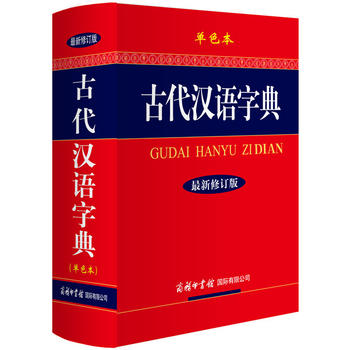 最新修订版
古代汉语字典
(单色本)
商务印书馆国际有限公司
单色本
古代汉语字典
GUDAI HANYU ZIDIAN
最新修订版
商务印书馆国际有限公司